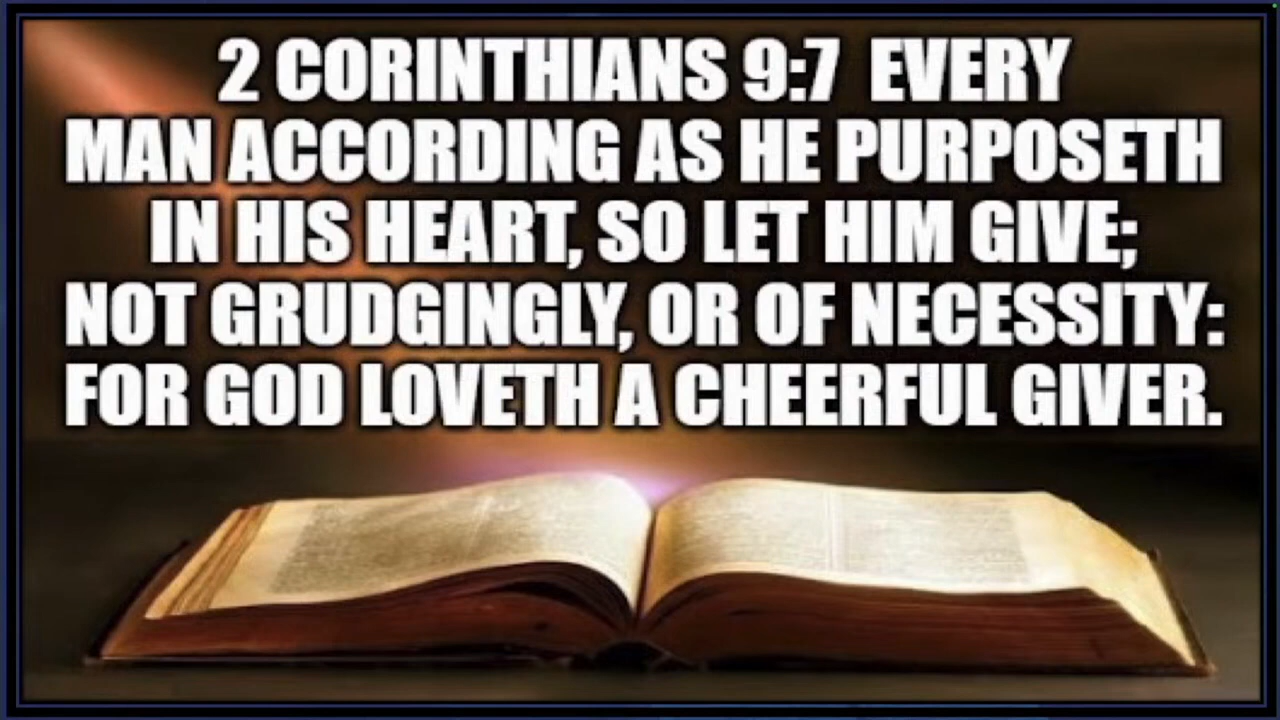 2 CORINTHIANS 9:7 EVERY
MAN ACCORDING AS HE PURPOSETH
IN HIS HEART, SO LET HIM GIVE;
NOT GRUDGINGLY, OR OF NECESSITY:
FOR GOD LOVETH A CHEERFUL GIVER.